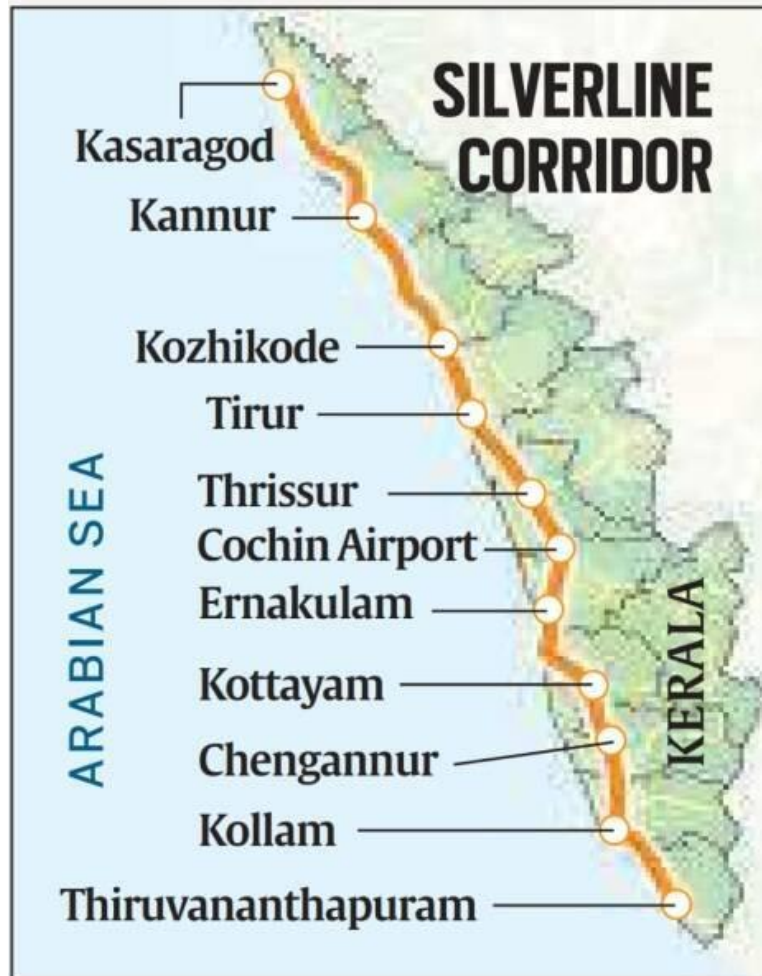 SILVERLINE
CORRIDOR
Kasaragod
Kannur
Kozhikode
Tirur
Thrissur
Cochin Airport
Ernakulam
Kottayam
Chengannur
Kollam
Thiruvananthapuram
ARABIAN SEA
KERALA